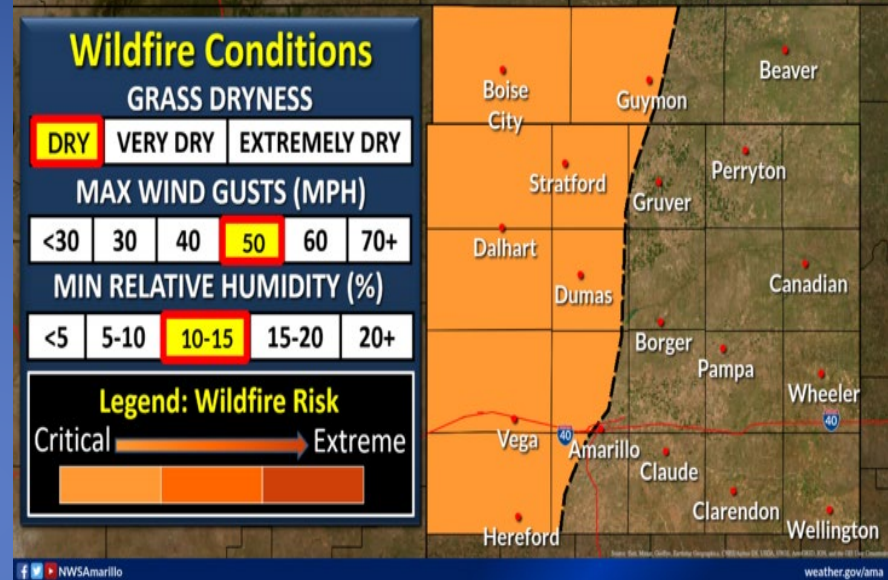 Wildfire Conditions
GRASS DRYNESS
DRY VERY DRY EXTREMELY DRY
MAX WIND GUSTS (MPH)
<30 30 40 50 60 70+
MIN RELATIVE HUMIDITY (%)
<5 5-10 10-15 15-20 20+
Legend: Wildfire Risk
Critical Extreme
Boise City
Guymon
Beaver
Stratford
Gruver
Perryton
Dalhart
Dumas
Canadian
Borger
Pampa
Wheeler
40
Vega
40
Amarillo
Claude
Clarendon
Hereford
Wellington
NWSAmarillo
weather.gov/ama